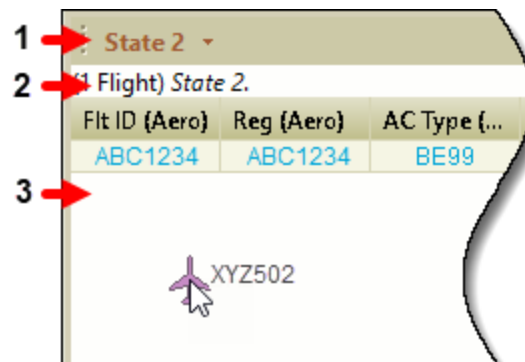 1 State 2
2 (1 Flight) State 2.
Flt ID (Aero) Reg (Aero) AC Type (...
ABC1234 ABC1234 BE99
3
XYZ502